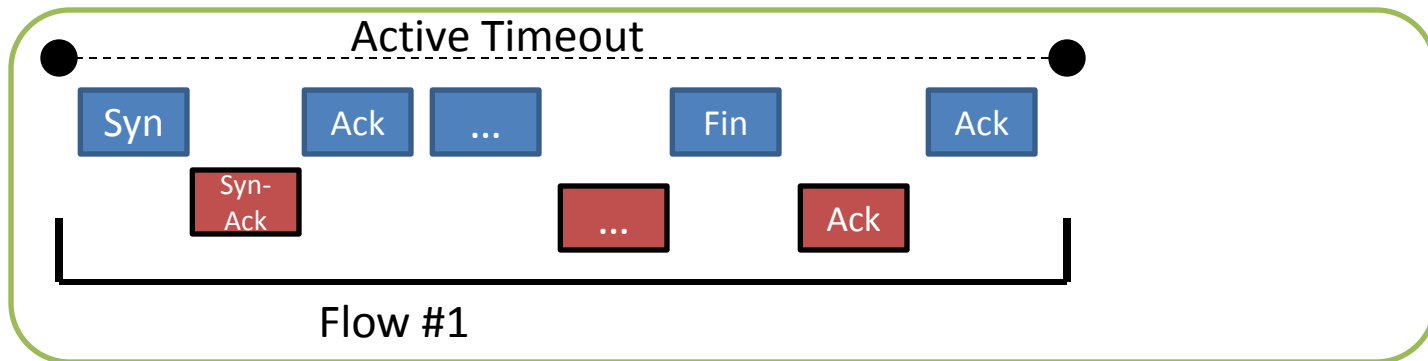 Active Timeout
Syn
Ack
...
Fin
Ack
Syn-
Ack
...
Ack
Flow #1